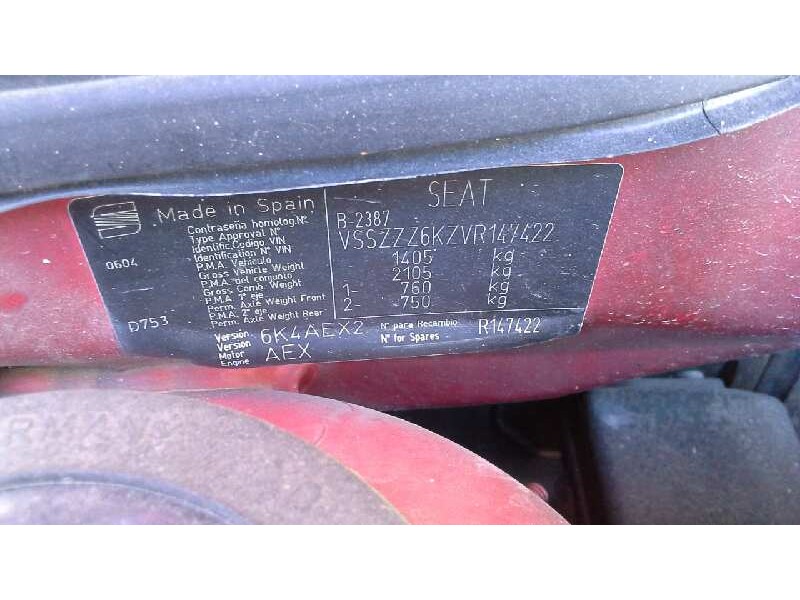 SEAT
Made in Spain
Contraseña homolog.Nº B-2387
Type Approval Nº
Identific.Codigo VIN VSSZZZ6KZVR147422
Identification Nº VIN
0604
P.M.A. Vehiculo 1405 kg
Gross Vehicle Weight
P.M.A. del conjunto 2105 kg
Gross Comb. Weight
P.M.A. 1º eje 1- 760 kg
Perm. Axle Weight Front
P.M.A. 2º eje 2- 750 kg
Perm. Axle Weight Rear
D753
Versión 6K4AEX2 Nº para Recambio R147422
Version Nº for Spares
Motor AEX
Engine